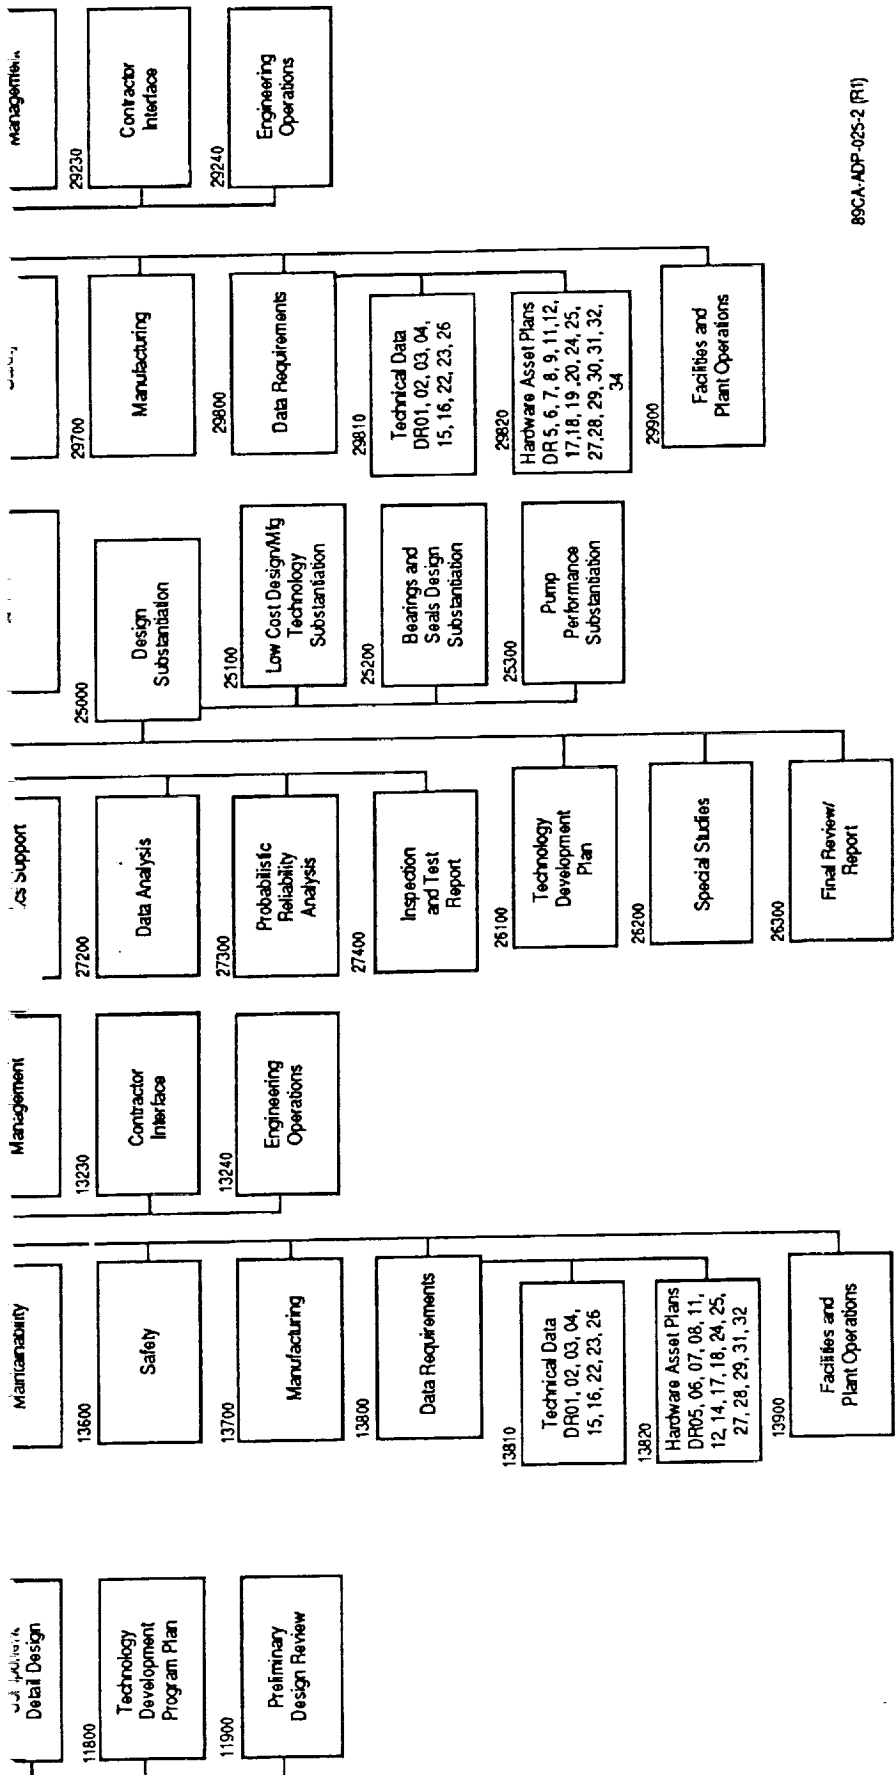 Detail Design
11800
Technology
Development
Program Plan
11900
Preliminary
Design Review
Maintainability
13600
Safety
13700
Manufacturing
13800
Data Requirements
13810
Technical Data
DR01, 02, 03, 04,
15, 16, 22, 23, 26
13820
Hardware Asset Plans
DR05, 06, 07, 08, 11,
12, 14, 17, 18, 24, 25,
27, 28, 29, 31, 32
13900
Facilities and
Plant Operations
Management
13230
Contractor
Interface
13240
Engineering
Operations
Support
27200
Data Analysis
27300
Probabilistic
Reliability
Analysis
27400
Inspection
and Test
Report
26100
Technology
Development
Plan
26200
Special Studies
26300
Final Review/
Report
25000
Design
Substantiation
25100
Low Cost Design/Mfg
Technology
Substantiation
25200
Bearings and
Seals Design
Substantiation
25300
Pump
Performance
Substantiation
29700
Manufacturing
29800
Data Requirements
29810
Technical Data
DR01, 02, 03, 04,
15, 16, 22, 23, 26
29820
Hardware Asset Plans
DR 5, 6, 7, 8, 9, 11,12,
17,18, 19 ,20, 24, 25,
27,28, 29, 30, 31, 32,
34
29900
Facilities and
Plant Operations
Management
29230
Contractor
Interface
29240
Engineering
Operations
89CA-ADP-025-2 (R1)